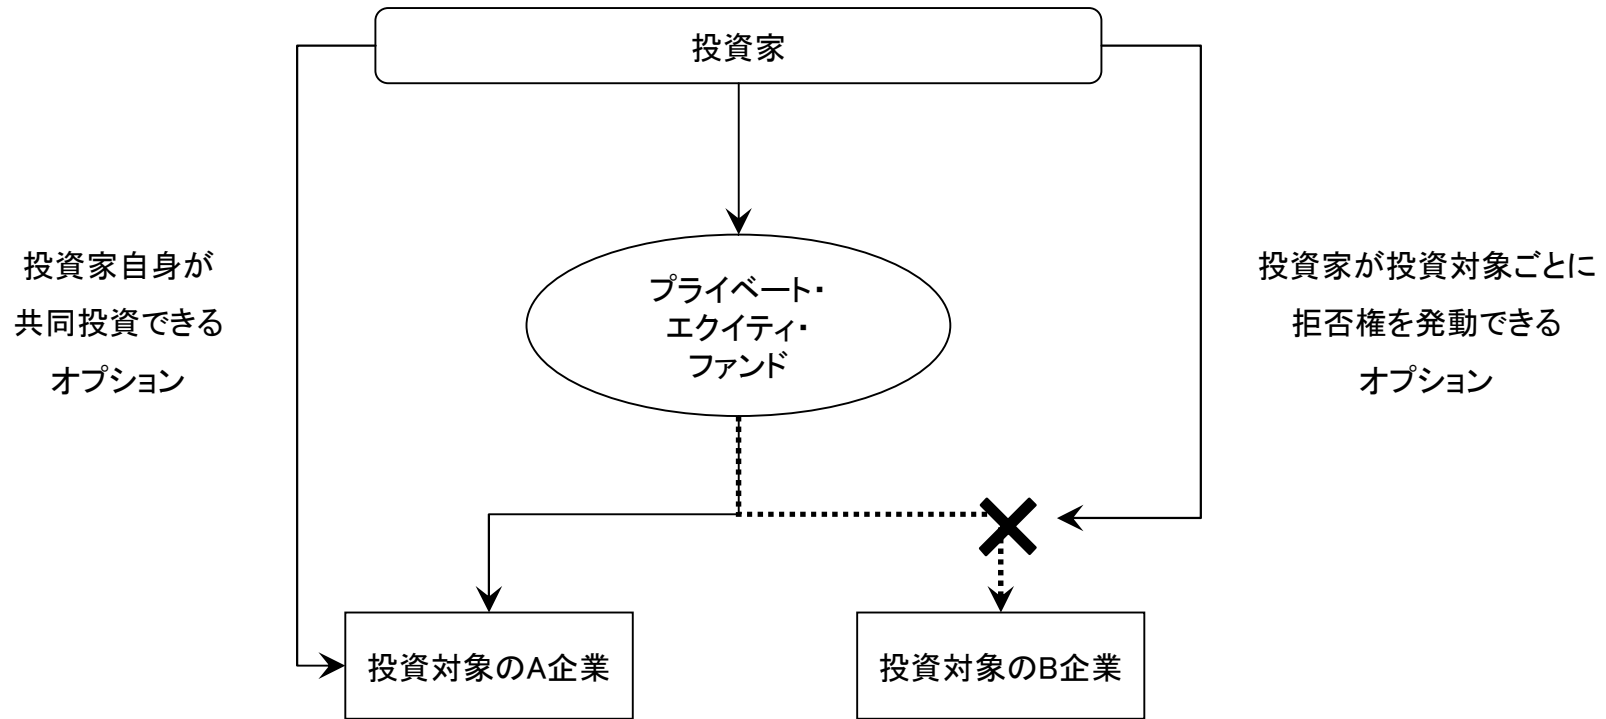 投資家
投資家自身が
共同投資できる
オプション
プライベート・
エクイティ・
ファンド
投資家が投資対象ごとに
拒否権を発動できる
オプション
投資対象のA企業
投資対象のB企業